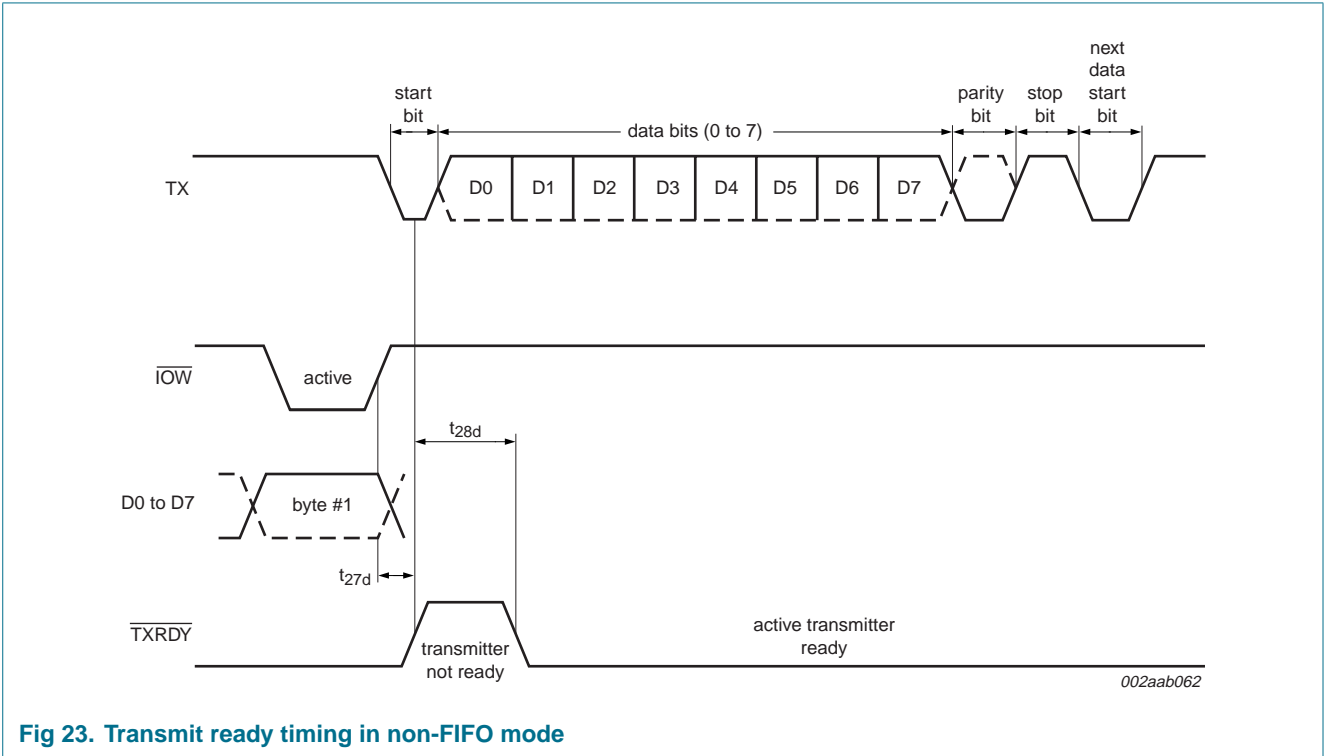 next
data
start
bit
start
bit
parity
bit
stop
bit
data bits (0 to 7)
TX
D0 D1 D2 D3 D4 D5 D6 D7
IOW
active
t28d
D0 to D7
byte #1
t27d
TXRDY
transmitter
not ready
active transmitter
ready
002aab062
Fig 23. Transmit ready timing in non-FIFO mode